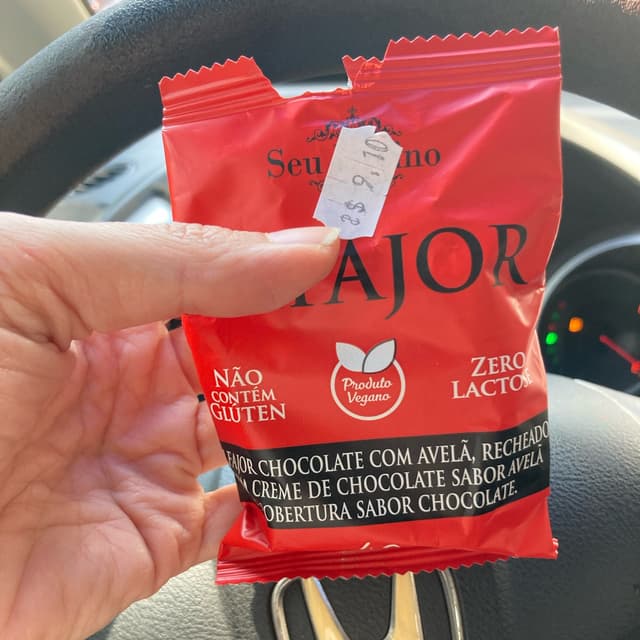 Seu
R$ 9,10
FAJOR
NÃO
CONTÉM
GLÚTEN
Produto
Vegano
ZERO
LACTOSE
CHOCOLATE COM AVELÃ, RECHEADO
CREME DE CHOCOLATE SABOR AVELÃ
COBERTURA SABOR CHOCOLATE.